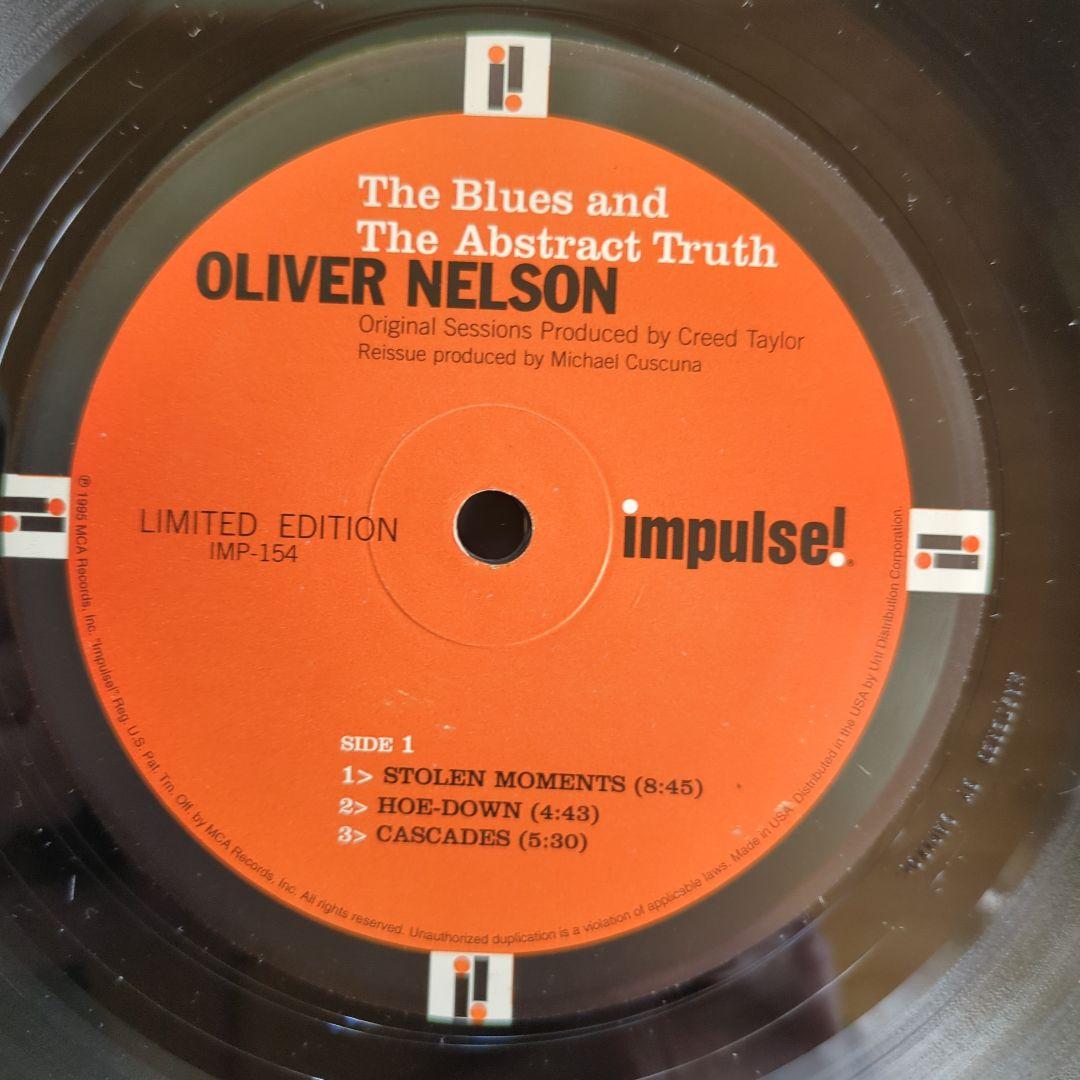 The Blues and
The Abstract Truth
OLIVER NELSON
Original Sessions Produced by Creed Taylor
Reissue produced by Michael Cuscuna
LIMITED EDITION
IMP-154
impulse!®
SIDE 1
1> STOLEN MOMENTS (8:45)
2> HOE-DOWN (4:43)
3> CASCADES (5:30)
℗ 1995 MCA Records, Inc. "Impulse!" Reg. U.S. Pat. Tm. Off. by MCA Records, Inc. All rights reserved. Unauthorized duplication is a violation of applicable laws. Made in USA. Distributed in the USA by Uni Distribution Corporation.